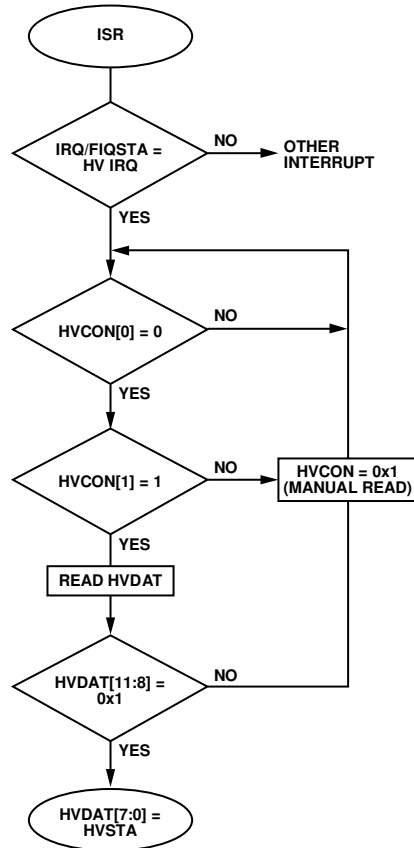 ISR
IRQ/FIQSTA =
HV IRQ
NO
OTHER
INTERRUPT
YES
HVCON[0] = 0
NO
YES
HVCON[1] = 1
NO
HVCON = 0x1
(MANUAL READ)
YES
READ HVDAT
HVDAT[11:8] =
0x1
NO
YES
HVDAT[7:0] =
HVSTA